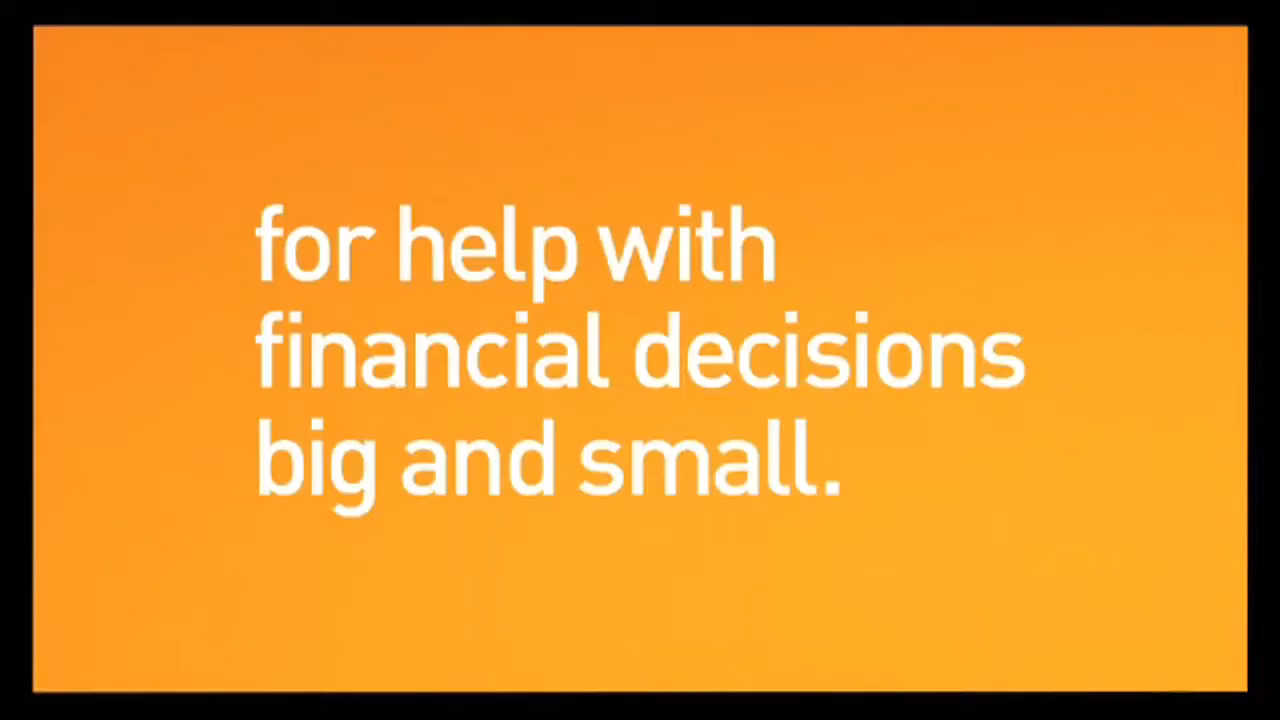 for help with
financial decisions
big and small.